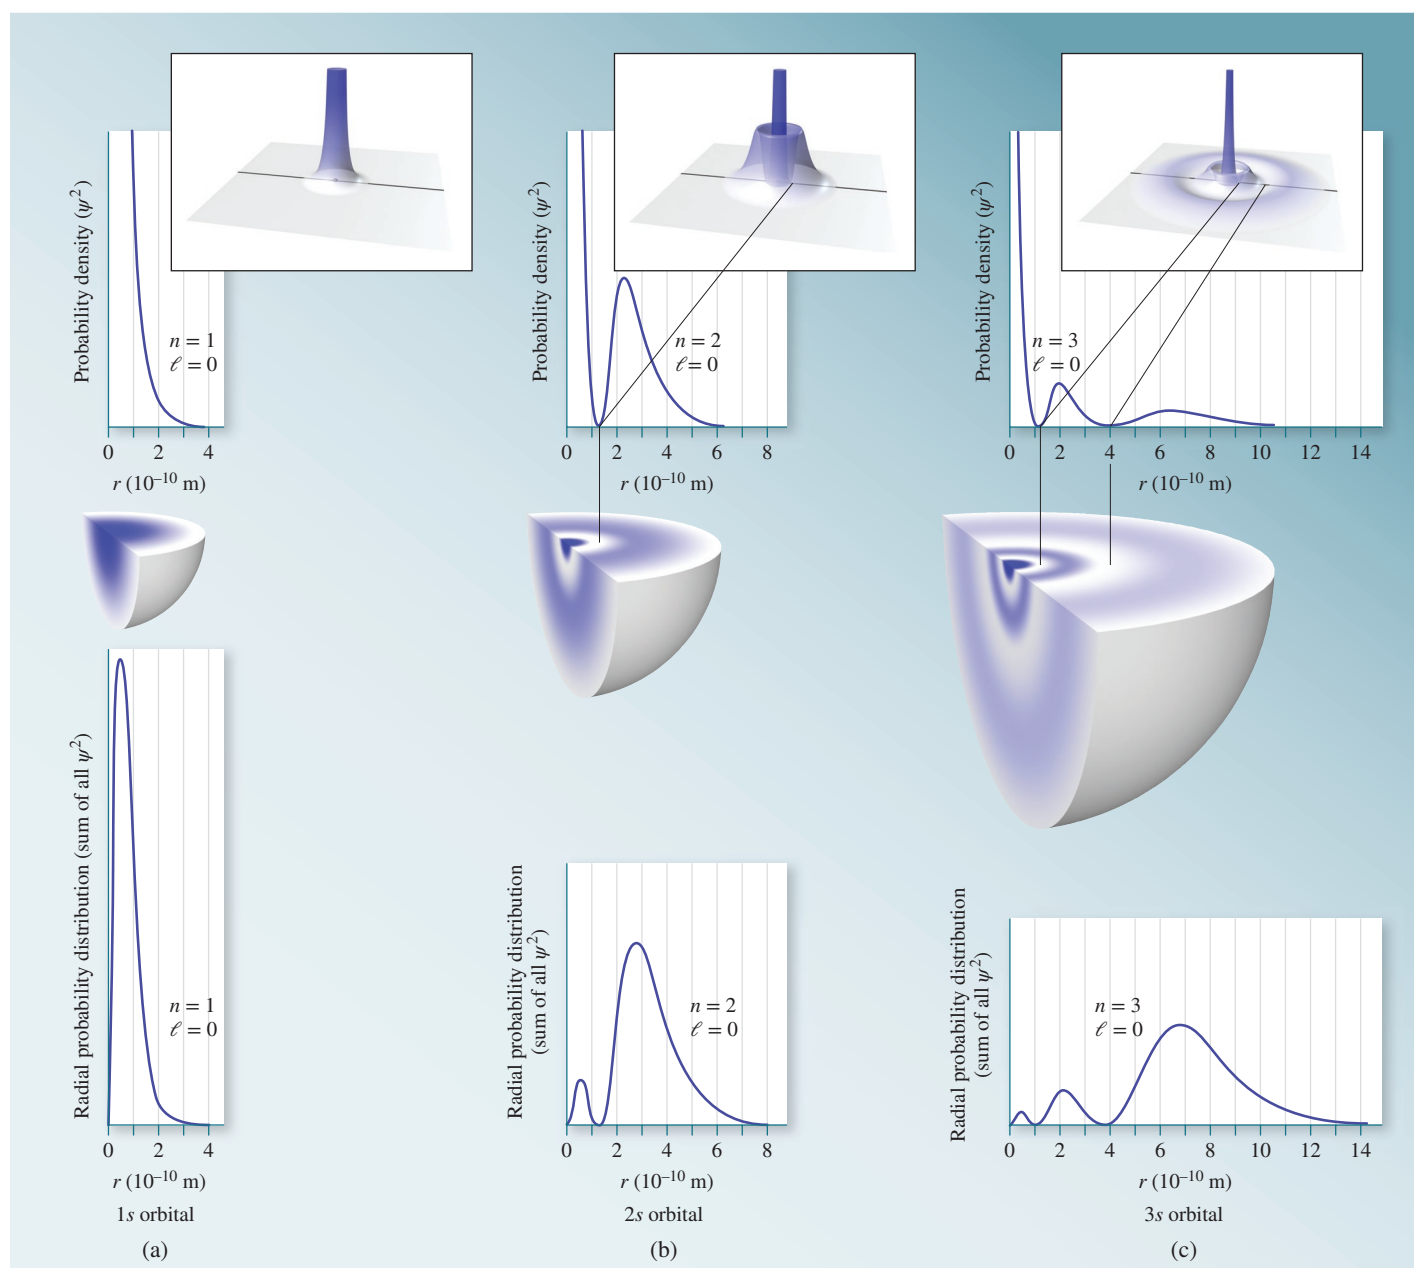 Probability density (ψ²)
n = 1
ℓ = 0
0 2 4
r (10⁻¹⁰ m)
Radial probability distribution (sum of all ψ²)
n = 1
ℓ = 0
0 2 4
r (10⁻¹⁰ m)
1s orbital
(a)
Probability density (ψ²)
n = 2
ℓ = 0
0 2 4 6 8
r (10⁻¹⁰ m)
Radial probability distribution
(sum of all ψ²)
n = 2
ℓ = 0
0 2 4 6 8
r (10⁻¹⁰ m)
2s orbital
(b)
Probability density (ψ²)
n = 3
ℓ = 0
0 2 4 6 8 10 12 14
r (10⁻¹⁰ m)
Radial probability distribution
(sum of all ψ²)
n = 3
ℓ = 0
0 2 4 6 8 10 12 14
r (10⁻¹⁰ m)
3s orbital
(c)